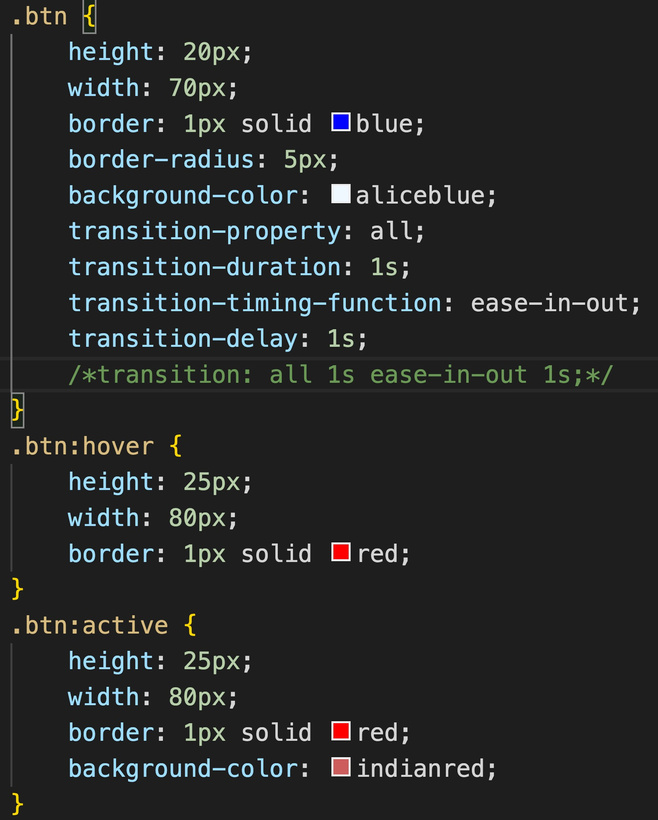 .btn {
    height: 20px;
    width: 70px;
    border: 1px solid blue;
    border-radius: 5px;
    background-color: aliceblue;
    transition-property: all;
    transition-duration: 1s;
    transition-timing-function: ease-in-out;
    transition-delay: 1s;
    /*transition: all 1s ease-in-out 1s;*/
}
.btn:hover {
    height: 25px;
    width: 80px;
    border: 1px solid red;
}
.btn:active {
    height: 25px;
    width: 80px;
    border: 1px solid red;
    background-color: indianred;
}